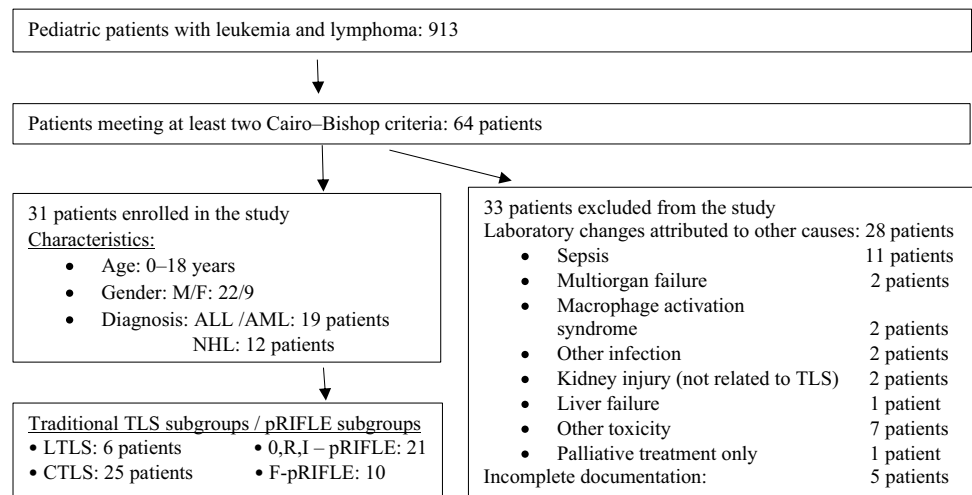 Pediatric patients with leukemia and lymphoma: 913
Patients meeting at least two Cairo–Bishop criteria: 64 patients
31 patients enrolled in the study
Characteristics:
• Age: 0–18 years
• Gender: M/F: 22/9
• Diagnosis: ALL /AML: 19 patients
NHL: 12 patients
33 patients excluded from the study
Laboratory changes attributed to other causes: 28 patients
• Sepsis 11 patients
• Multiorgan failure 2 patients
• Macrophage activation
syndrome 2 patients
• Other infection 2 patients
• Kidney injury (not related to TLS) 2 patients
• Liver failure 1 patient
• Other toxicity 7 patients
• Palliative treatment only 1 patient
Incomplete documentation: 5 patients
Traditional TLS subgroups / pRIFLE subgroups
• LTLS: 6 patients • 0,R,I – pRIFLE: 21
• CTLS: 25 patients • F-pRIFLE: 10